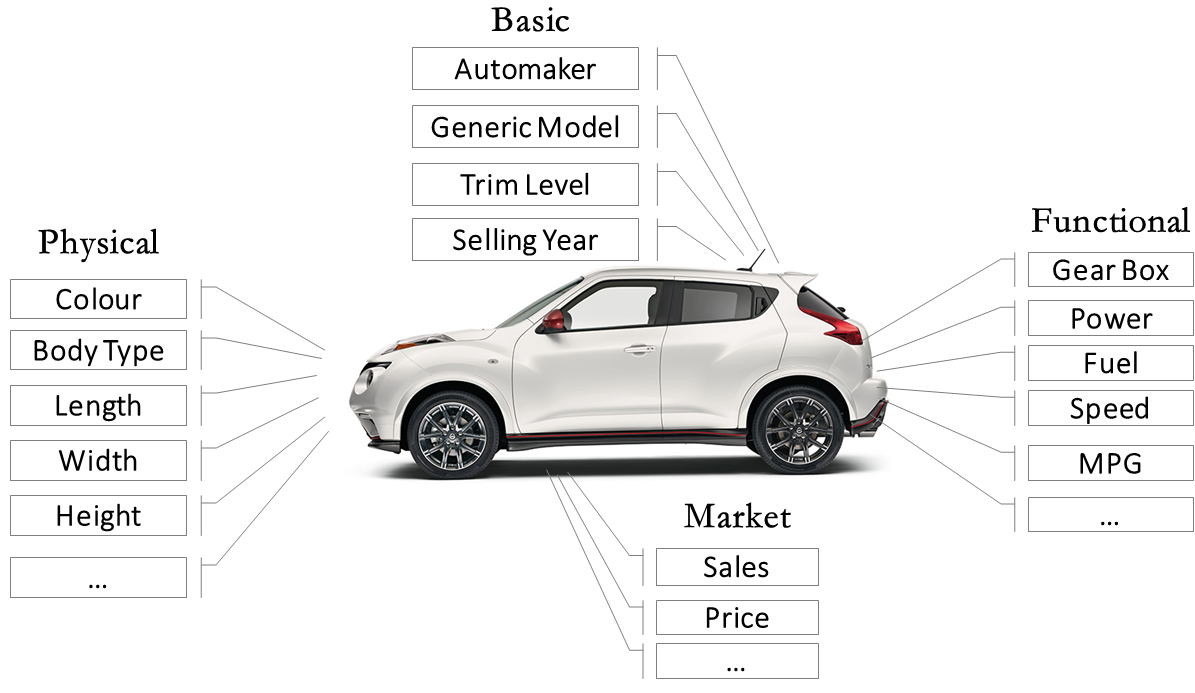 Basic
Automaker
Generic Model
Trim Level
Selling Year
Physical
Colour
Body Type
Length
Width
Height
...
Functional
Gear Box
Power
Fuel
Speed
MPG
...
Market
Sales
Price
...